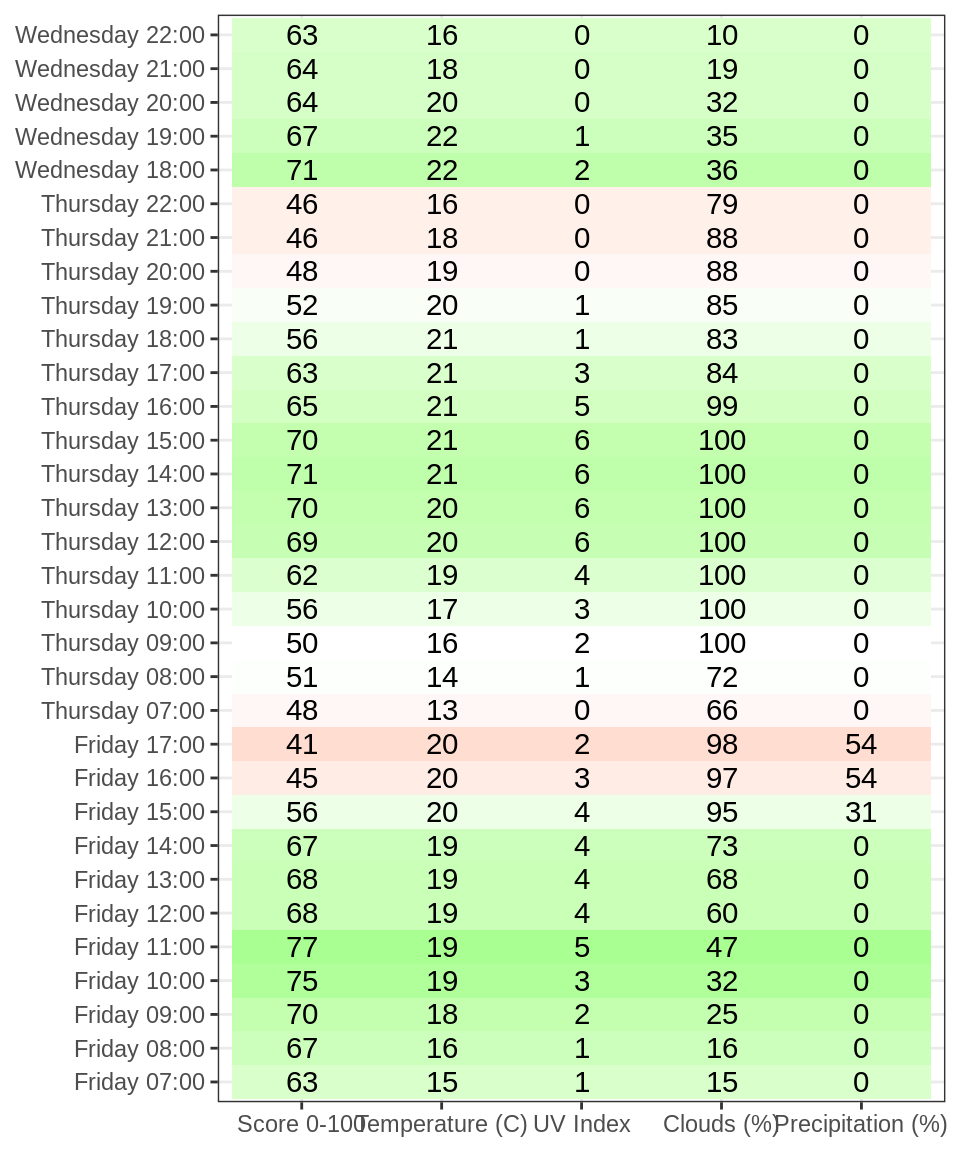 Wednesday 22:00 63 16 0 10 0
Wednesday 21:00 64 18 0 19 0
Wednesday 20:00 64 20 0 32 0
Wednesday 19:00 67 22 1 35 0
Wednesday 18:00 71 22 2 36 0
Thursday 22:00 46 16 0 79 0
Thursday 21:00 46 18 0 88 0
Thursday 20:00 48 19 0 88 0
Thursday 19:00 52 20 1 85 0
Thursday 18:00 56 21 1 83 0
Thursday 17:00 63 21 3 84 0
Thursday 16:00 65 21 5 99 0
Thursday 15:00 70 21 6 100 0
Thursday 14:00 71 21 6 100 0
Thursday 13:00 70 20 6 100 0
Thursday 12:00 69 20 6 100 0
Thursday 11:00 62 19 4 100 0
Thursday 10:00 56 17 3 100 0
Thursday 09:00 50 16 2 100 0
Thursday 08:00 51 14 1 72 0
Thursday 07:00 48 13 0 66 0
Friday 17:00 41 20 2 98 54
Friday 16:00 45 20 3 97 54
Friday 15:00 56 20 4 95 31
Friday 14:00 67 19 4 73 0
Friday 13:00 68 19 4 68 0
Friday 12:00 68 19 4 60 0
Friday 11:00 77 19 5 47 0
Friday 10:00 75 19 3 32 0
Friday 09:00 70 18 2 25 0
Friday 08:00 67 16 1 16 0
Friday 07:00 63 15 1 15 0
Score 0-100 Temperature (C) UV Index Clouds (%) Precipitation (%)